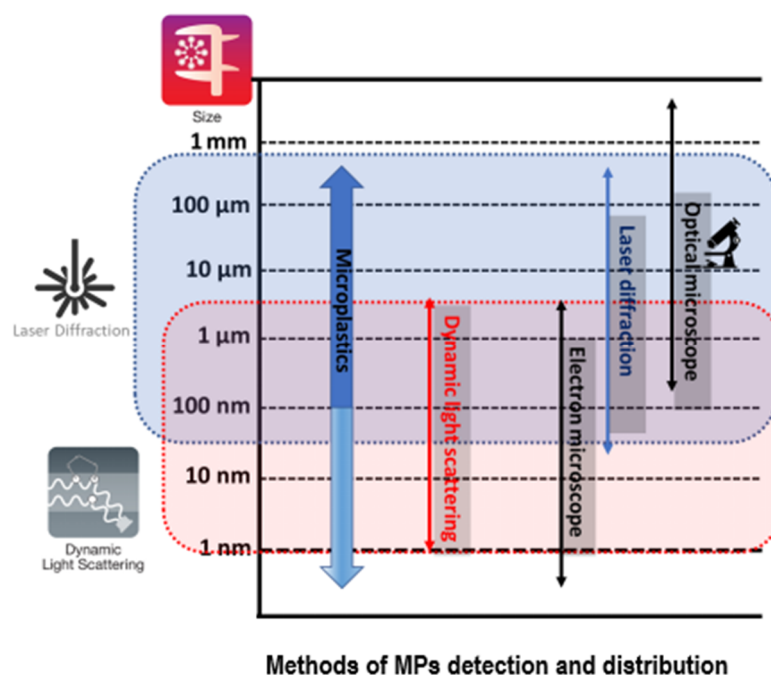 Size
1 mm
100 µm
10 µm
1 µm
100 nm
10 nm
1 nm
Laser Diffraction
Dynamic
Light Scattering
Microplastics
Dynamic light scattering
Electron microscope
Laser diffraction
Optical microscope
Methods of MPs detection and distribution